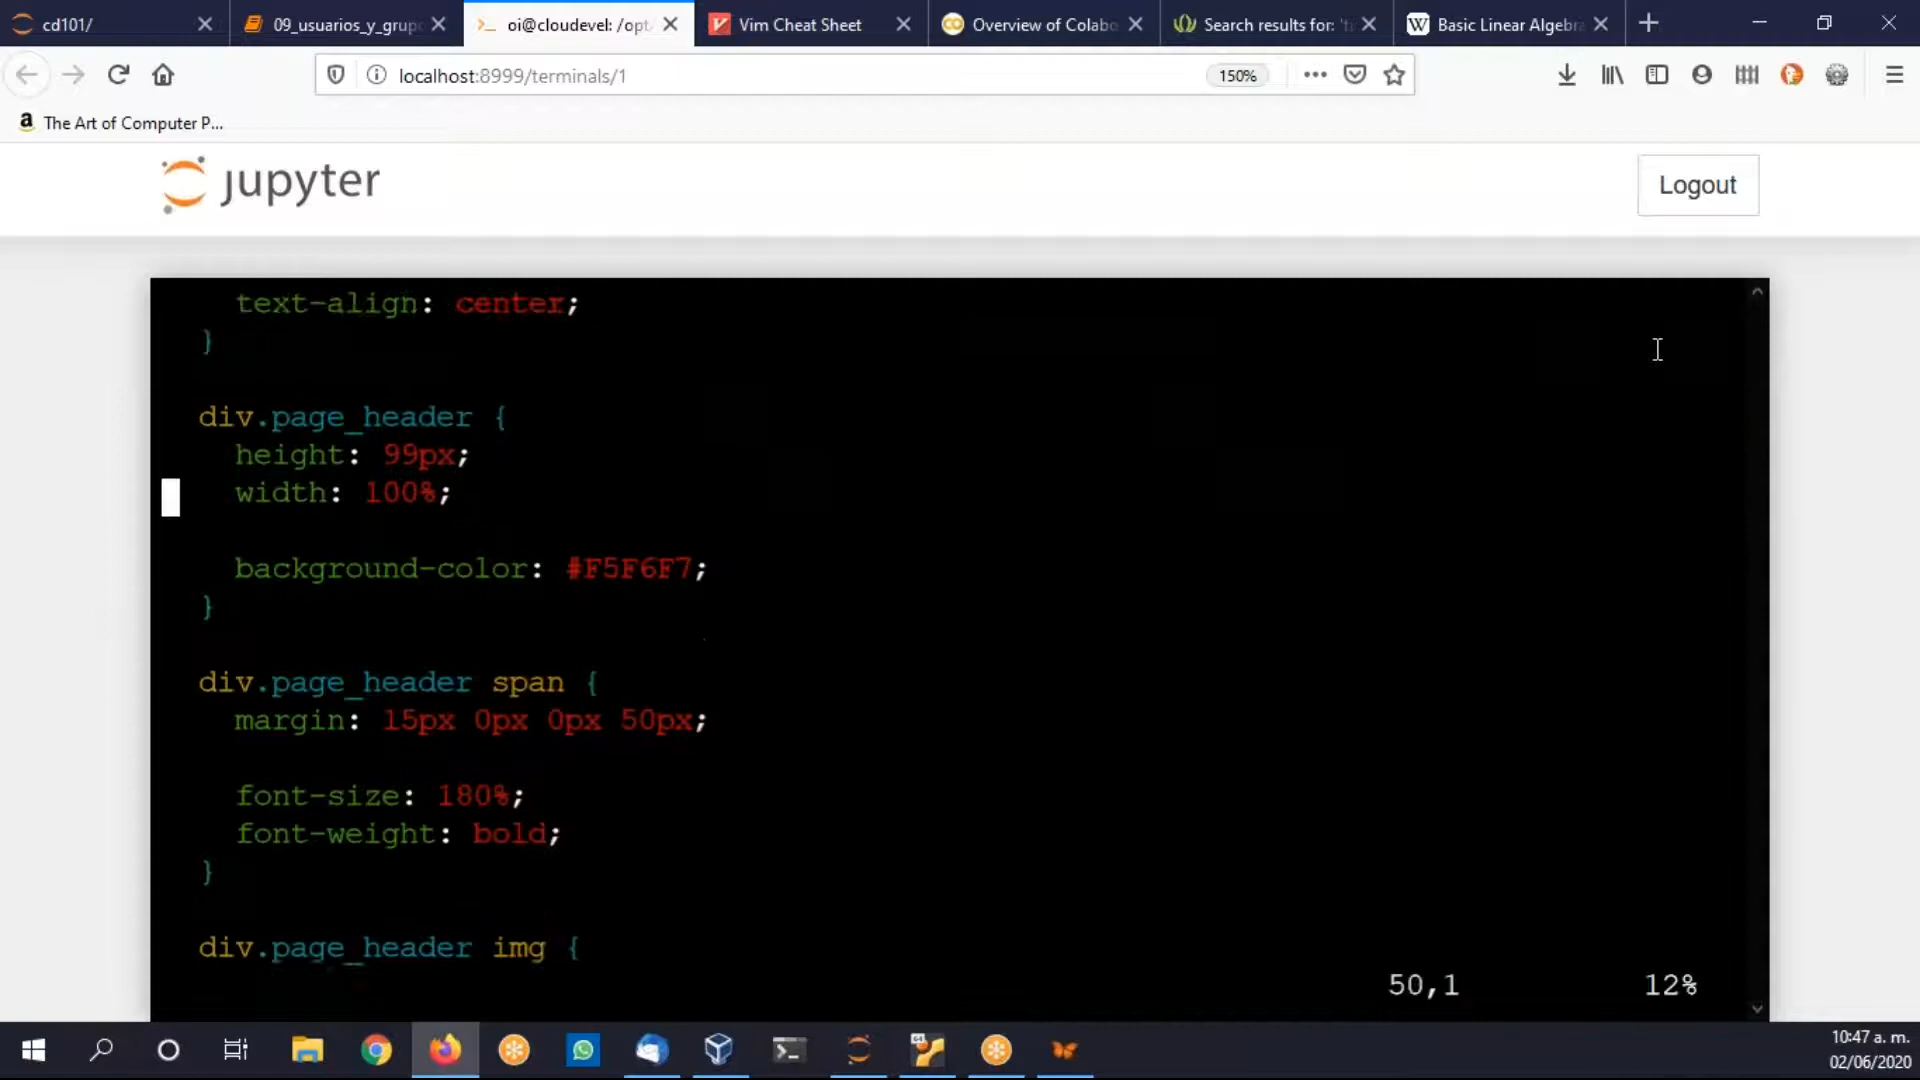 cd101/
09_usuarios_y_grup
oi@cloudevel: /opt
Vim Cheat Sheet
Overview of Colabo
Search results for: 'tu
Basic Linear Algebra
localhost:8999/terminals/1
150%
The Art of Computer P...
jupyter
Logout
text-align: center;
}
div.page_header {
height: 99px;
width: 100%;
background-color: #F5F6F7;
}
div.page_header span {
margin: 15px 0px 0px 50px;
font-size: 180%;
font-weight: bold;
}
div.page_header img {
50,1 12%
10:47 a. m.
02/06/2020